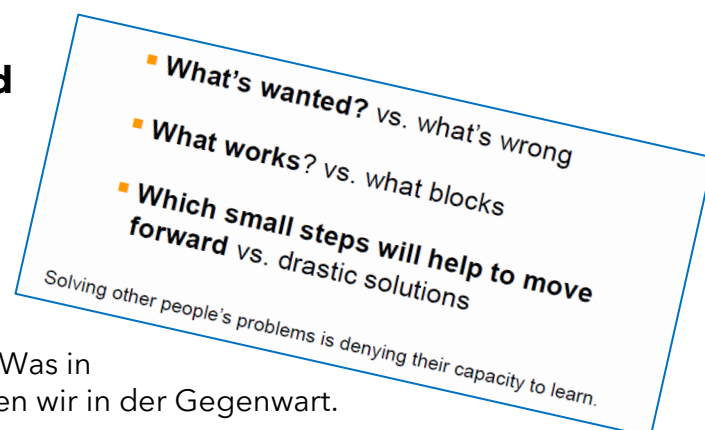 d
▪ What's wanted? vs. what's wrong
▪ What works? vs. what blocks
▪ Which small steps will help to move
forward vs. drastic solutions
Solving other people's problems is denying their capacity to learn.
Was in
en wir in der Gegenwart.